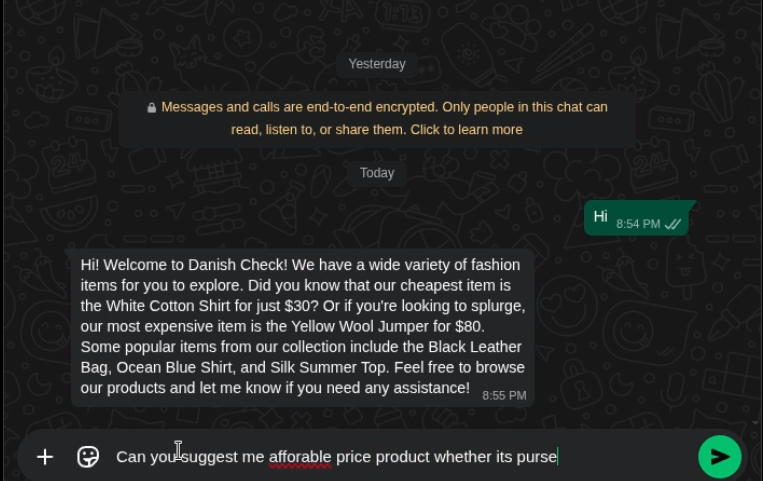 Yesterday
Messages and calls are end-to-end encrypted. Only people in this chat can
read, listen to, or share them. Click to learn more
Today
Hi
8:54 PM
Hi! Welcome to Danish Check! We have a wide variety of fashion
items for you to explore. Did you know that our cheapest item is
the White Cotton Shirt for just $30? Or if you're looking to splurge,
our most expensive item is the Yellow Wool Jumper for $80.
Some popular items from our collection include the Black Leather
Bag, Ocean Blue Shirt, and Silk Summer Top. Feel free to browse
our products and let me know if you need any assistance!
8:55 PM
Can you suggest me afforable price product whether its purse